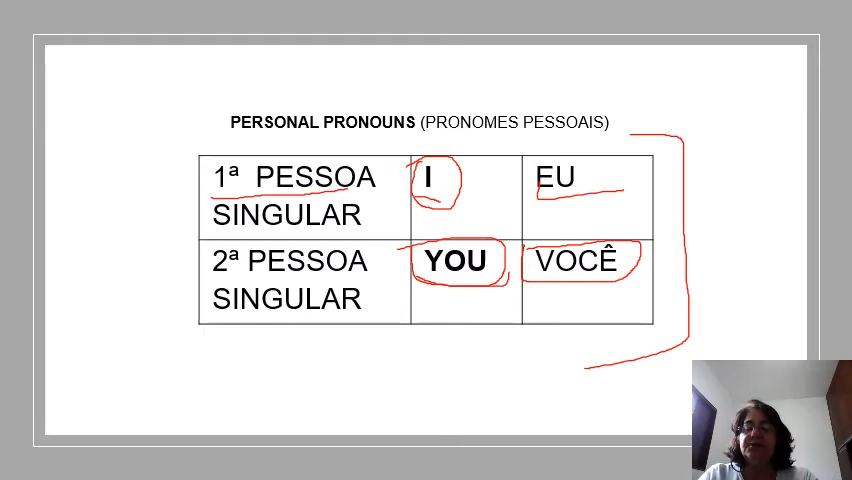 PERSONAL PRONOUNS (PRONOMES PESSOAIS)
1ª PESSOA SINGULAR I EU
2ª PESSOA SINGULAR YOU VOCÊ